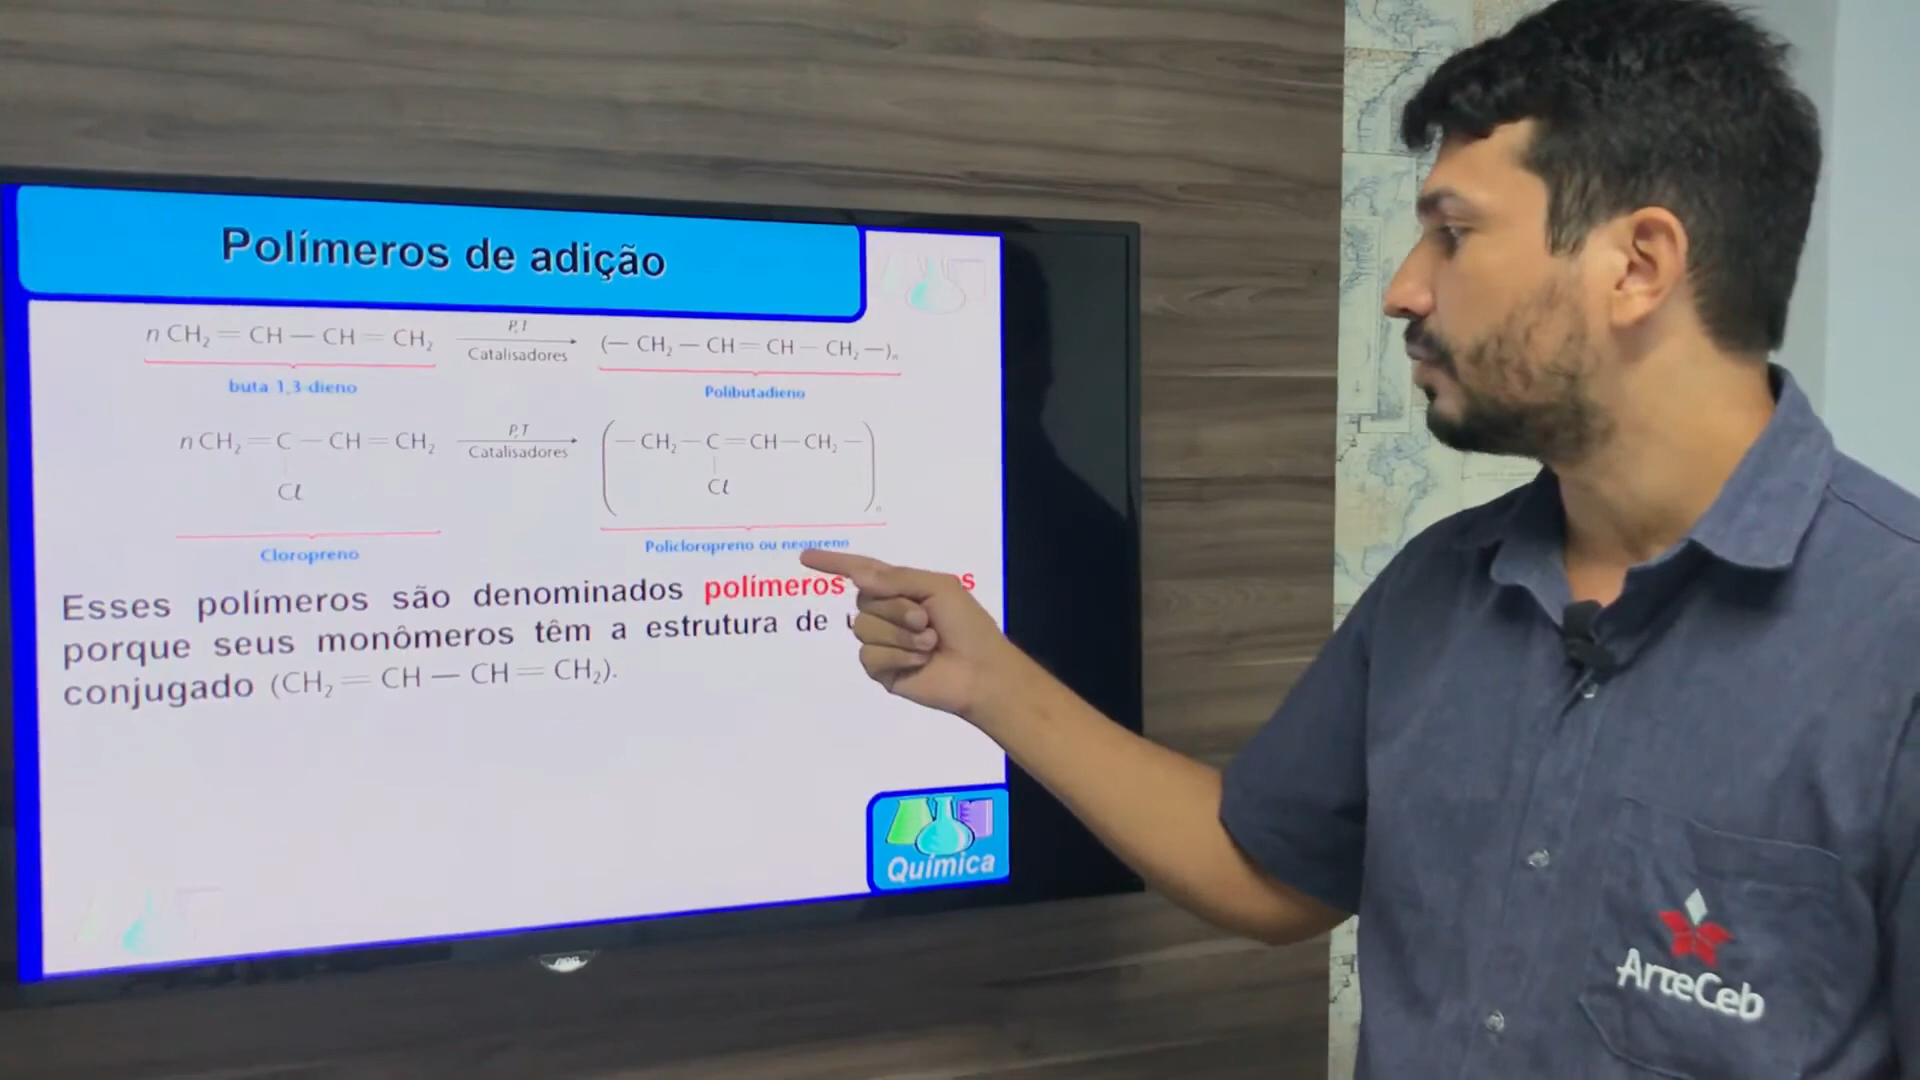 Polímeros de adição
n CH₂ = CH — CH = CH₂ P,T Catalisadores (— CH₂ — CH = CH — CH₂ —)ₙ
buta 1,3-dieno Polibutadieno
n CH₂ = C — CH = CH₂ P,T Catalisadores — CH₂ — C = CH — CH₂ — n
Cℓ Cℓ
Cloropreno Policloropreno ou neopreno
Esses polímeros são denominados polímeros
porque seus monômeros têm a estrutura de
conjugado (CH₂ = CH — CH = CH₂).
Química
AOC
ArteCeb